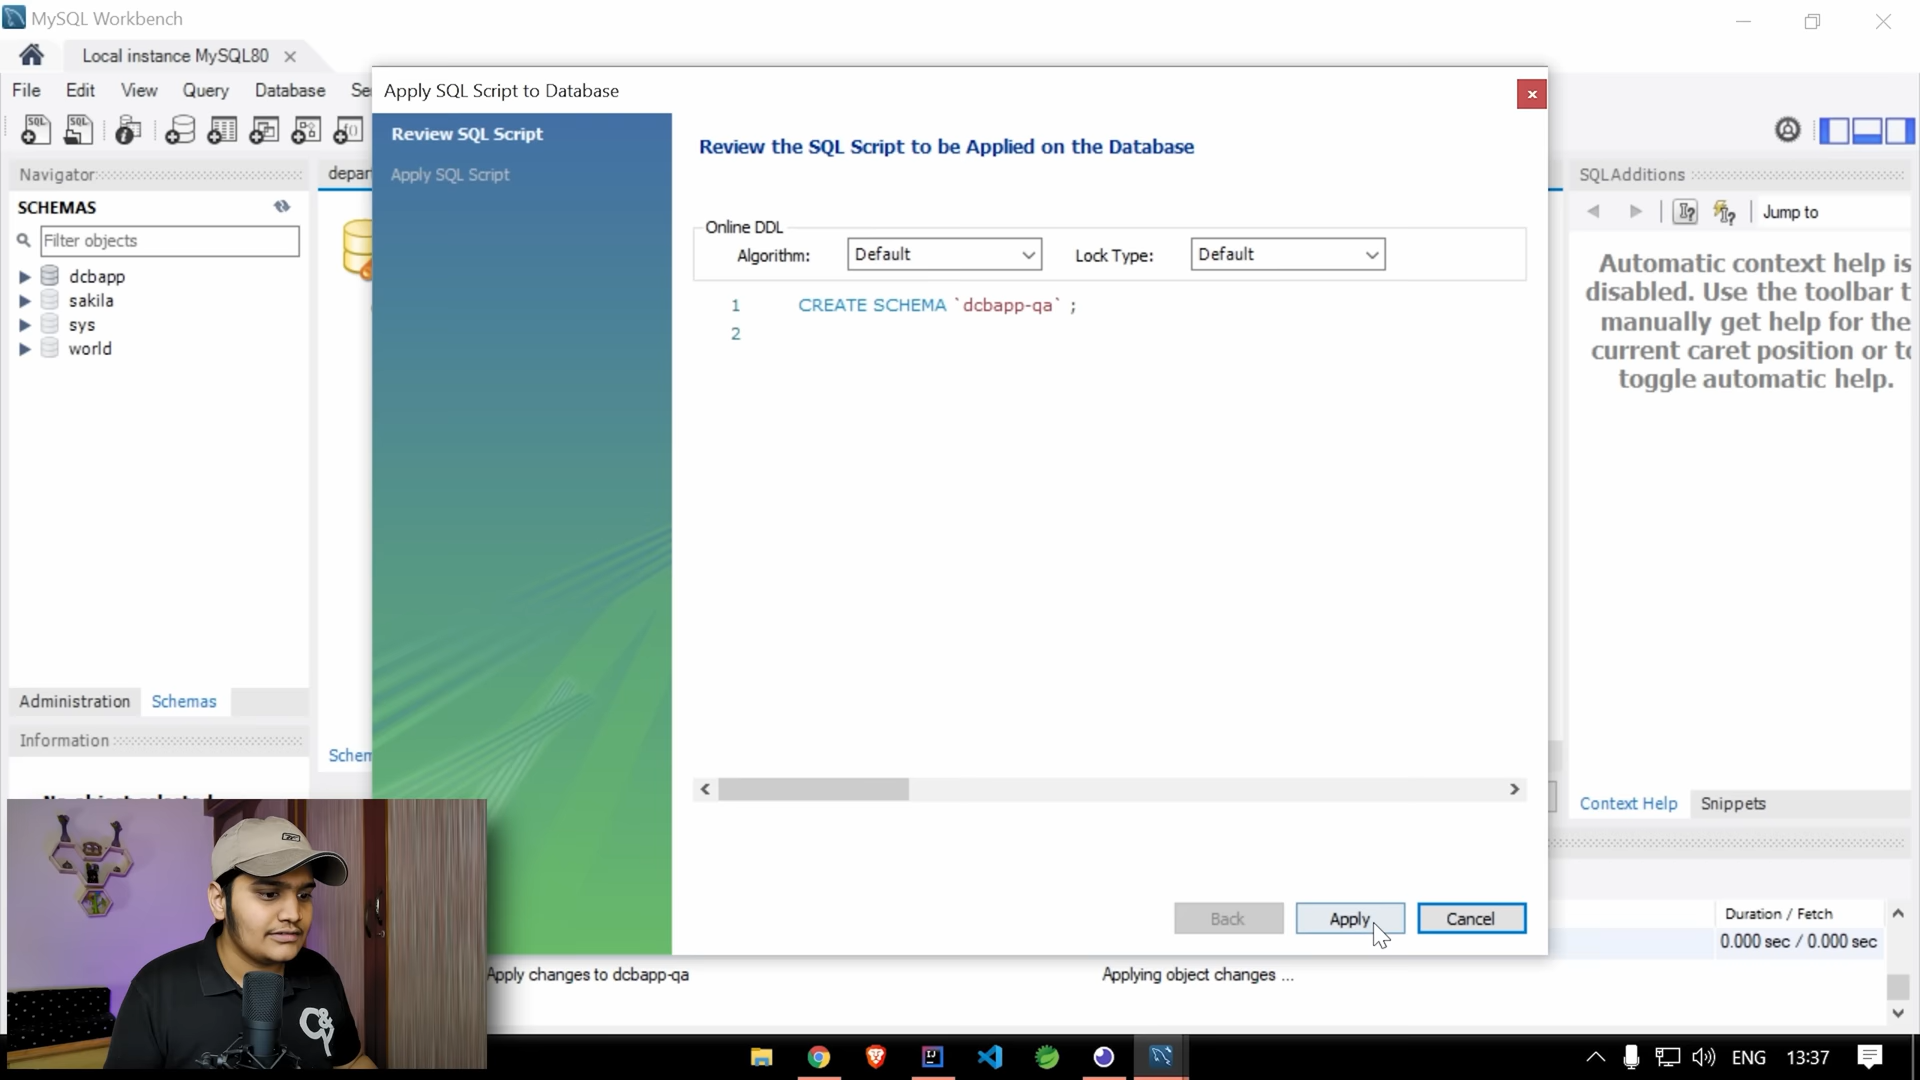 MySQL Workbench
Local instance MySQL80
File Edit View Query Database Se
Apply SQL Script to Database
Review SQL Script
Apply SQL Script
Review the SQL Script to be Applied on the Database
Online DDL
Algorithm: Default Lock Type: Default
1 CREATE SCHEMA `dcbapp-qa` ;
2
Back Apply Cancel
Navigator
SCHEMAS
Filter objects
dcbapp
sakila
sys
world
Administration Schemas
Information
depar
Schem
SQLAdditions
Jump to
Automatic context help is
disabled. Use the toolbar t
manually get help for the
current caret position or to
toggle automatic help.
Context Help Snippets
Duration / Fetch
0.000 sec / 0.000 sec
Apply changes to dcbapp-qa Applying object changes ...
ENG 13:37